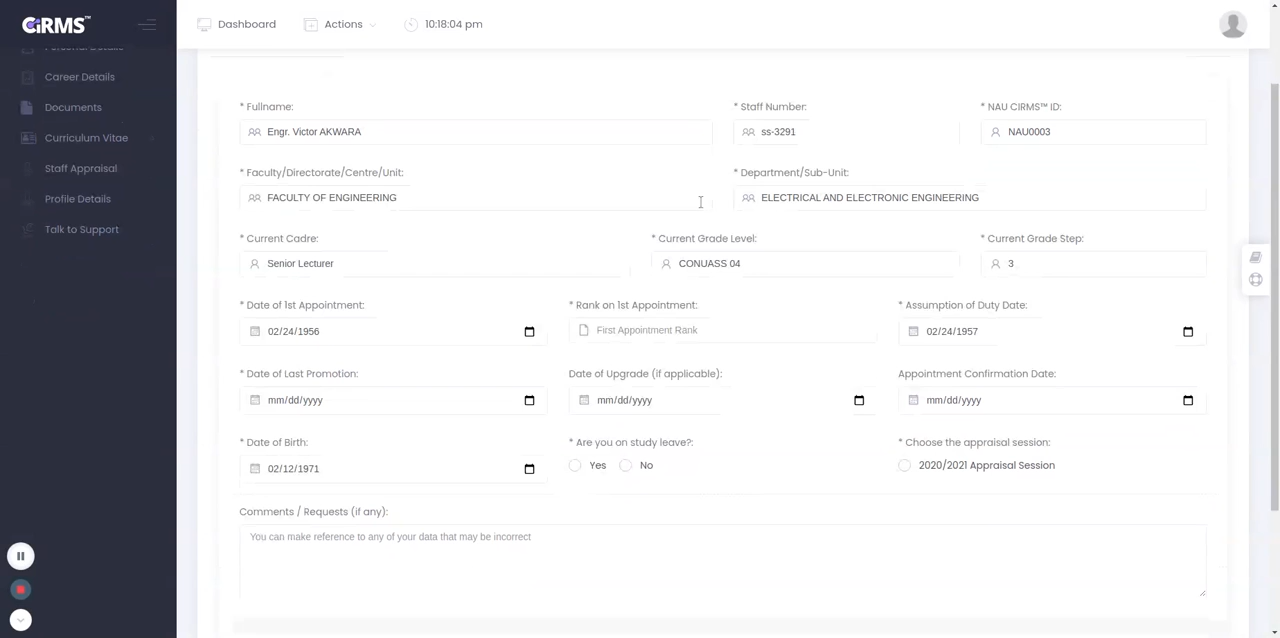 CiRMS™
Dashboard
Actions
10:18:04 pm
Personal Details
Career Details
Documents
Curriculum Vitae
Staff Appraisal
Profile Details
Talk to Support
* Fullname: * Staff Number: * NAU CiRMS™ ID:
Engr. Victor AKWARA ss-3291 NAU0003
* Faculty/Directorate/Centre/Unit: * Department/Sub-Unit:
FACULTY OF ENGINEERING ELECTRICAL AND ELECTRONIC ENGINEERING
* Current Cadre: * Current Grade Level: * Current Grade Step:
Senior Lecturer CONUASS 04 3
* Date of 1st Appointment: * Rank on 1st Appointment: * Assumption of Duty Date:
02/24/1956 First Appointment Rank 02/24/1957
* Date of Last Promotion: Date of Upgrade (if applicable): Appointment Confirmation Date:
mm/dd/yyyy mm/dd/yyyy mm/dd/yyyy
* Date of Birth: * Are you on study leave?: * Choose the appraisal session:
02/12/1971 Yes No 2020/2021 Appraisal Session
Comments / Requests (if any):
You can make reference to any of your data that may be incorrect